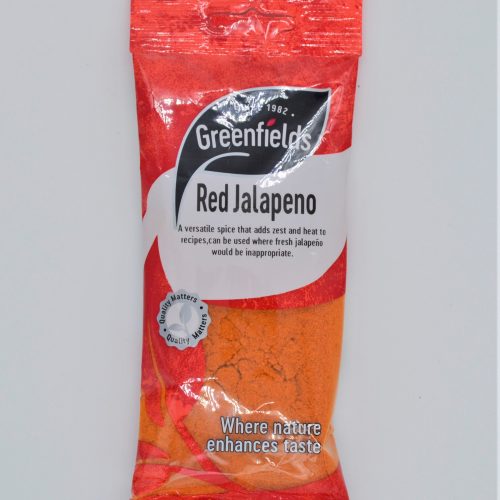 SINCE 1982
Greenfields
Red Jalapeno
A versatile spice that adds zest and heat to
recipes,can be used where fresh jalapeño
would be inappropriate.
Quality Matters
Quality Matters
Where nature
enhances taste